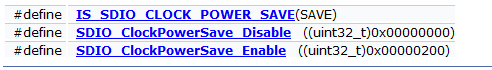 #define IS_SDIO_CLOCK_POWER_SAVE(SAVE)
#define SDIO_ClockPowerSave_Disable ((uint32_t)0x00000000)
#define SDIO_ClockPowerSave_Enable ((uint32_t)0x00000200)